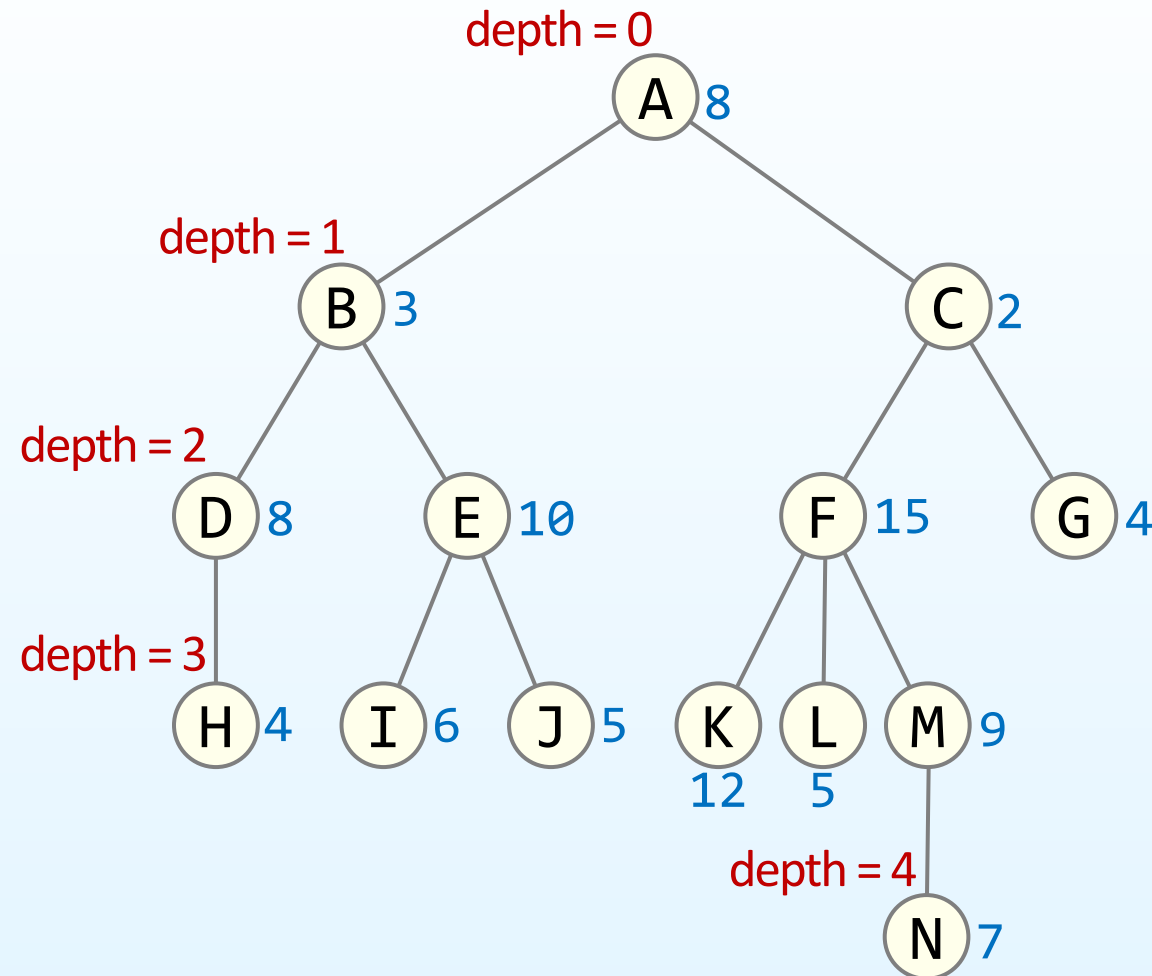 depth = 0
A 8
depth = 1
B 3
C 2
depth = 2
D 8
E 10
F 15
G 4
depth = 3
H 4
I 6
J 5
K
12
L
5
M 9
depth = 4
N 7